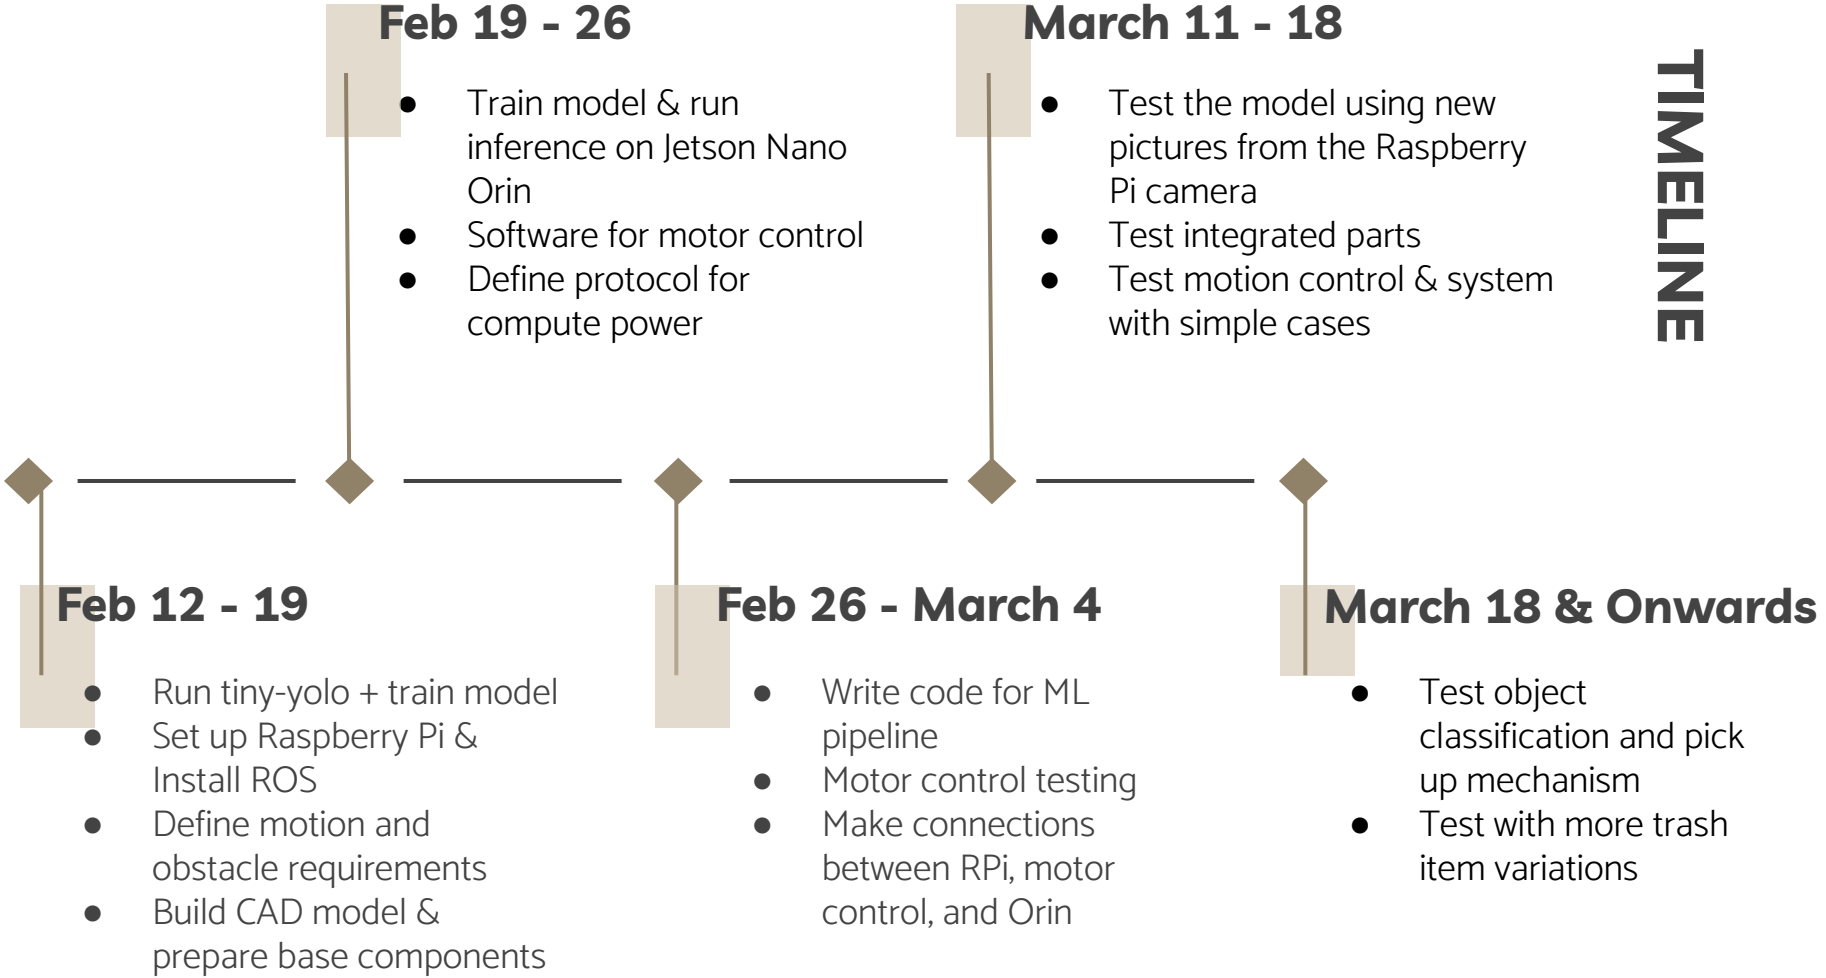 TIMELINE
Feb 12 - 19
● Run tiny-yolo + train model
● Set up Raspberry Pi &
Install ROS
● Define motion and
obstacle requirements
● Build CAD model &
prepare base components
Feb 19 - 26
● Train model & run
inference on Jetson Nano
Orin
● Software for motor control
● Define protocol for
compute power
Feb 26 - March 4
● Write code for ML
pipeline
● Motor control testing
● Make connections
between RPi, motor
control, and Orin
March 11 - 18
● Test the model using new
pictures from the Raspberry
Pi camera
● Test integrated parts
● Test motion control & system
with simple cases
March 18 & Onwards
● Test object
classification and pick
up mechanism
● Test with more trash
item variations